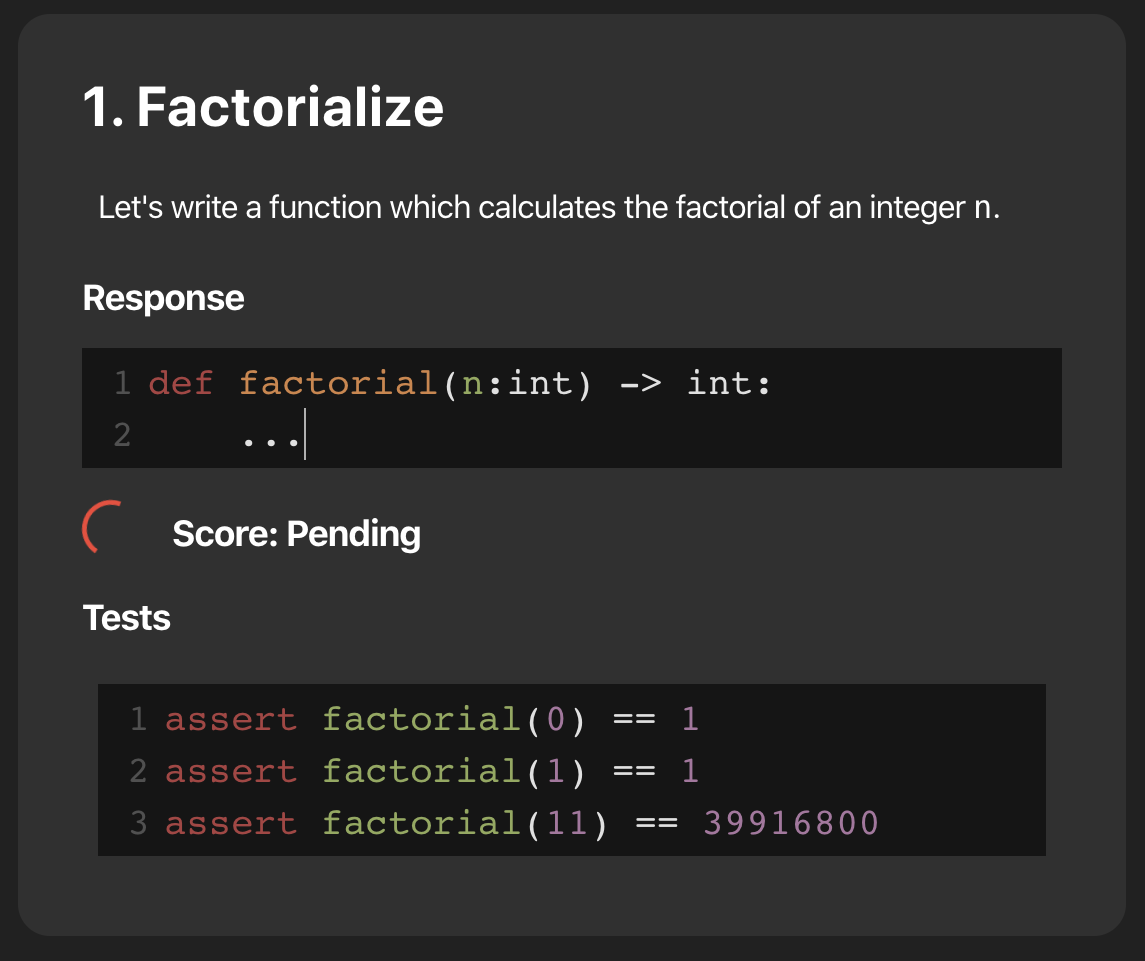 1. Factorialize
Let's write a function which calculates the factorial of an integer n.
Response
1 def factorial(n:int) -> int:
2     ...
Score: Pending
Tests
1 assert factorial(0) == 1
2 assert factorial(1) == 1
3 assert factorial(11) == 39916800